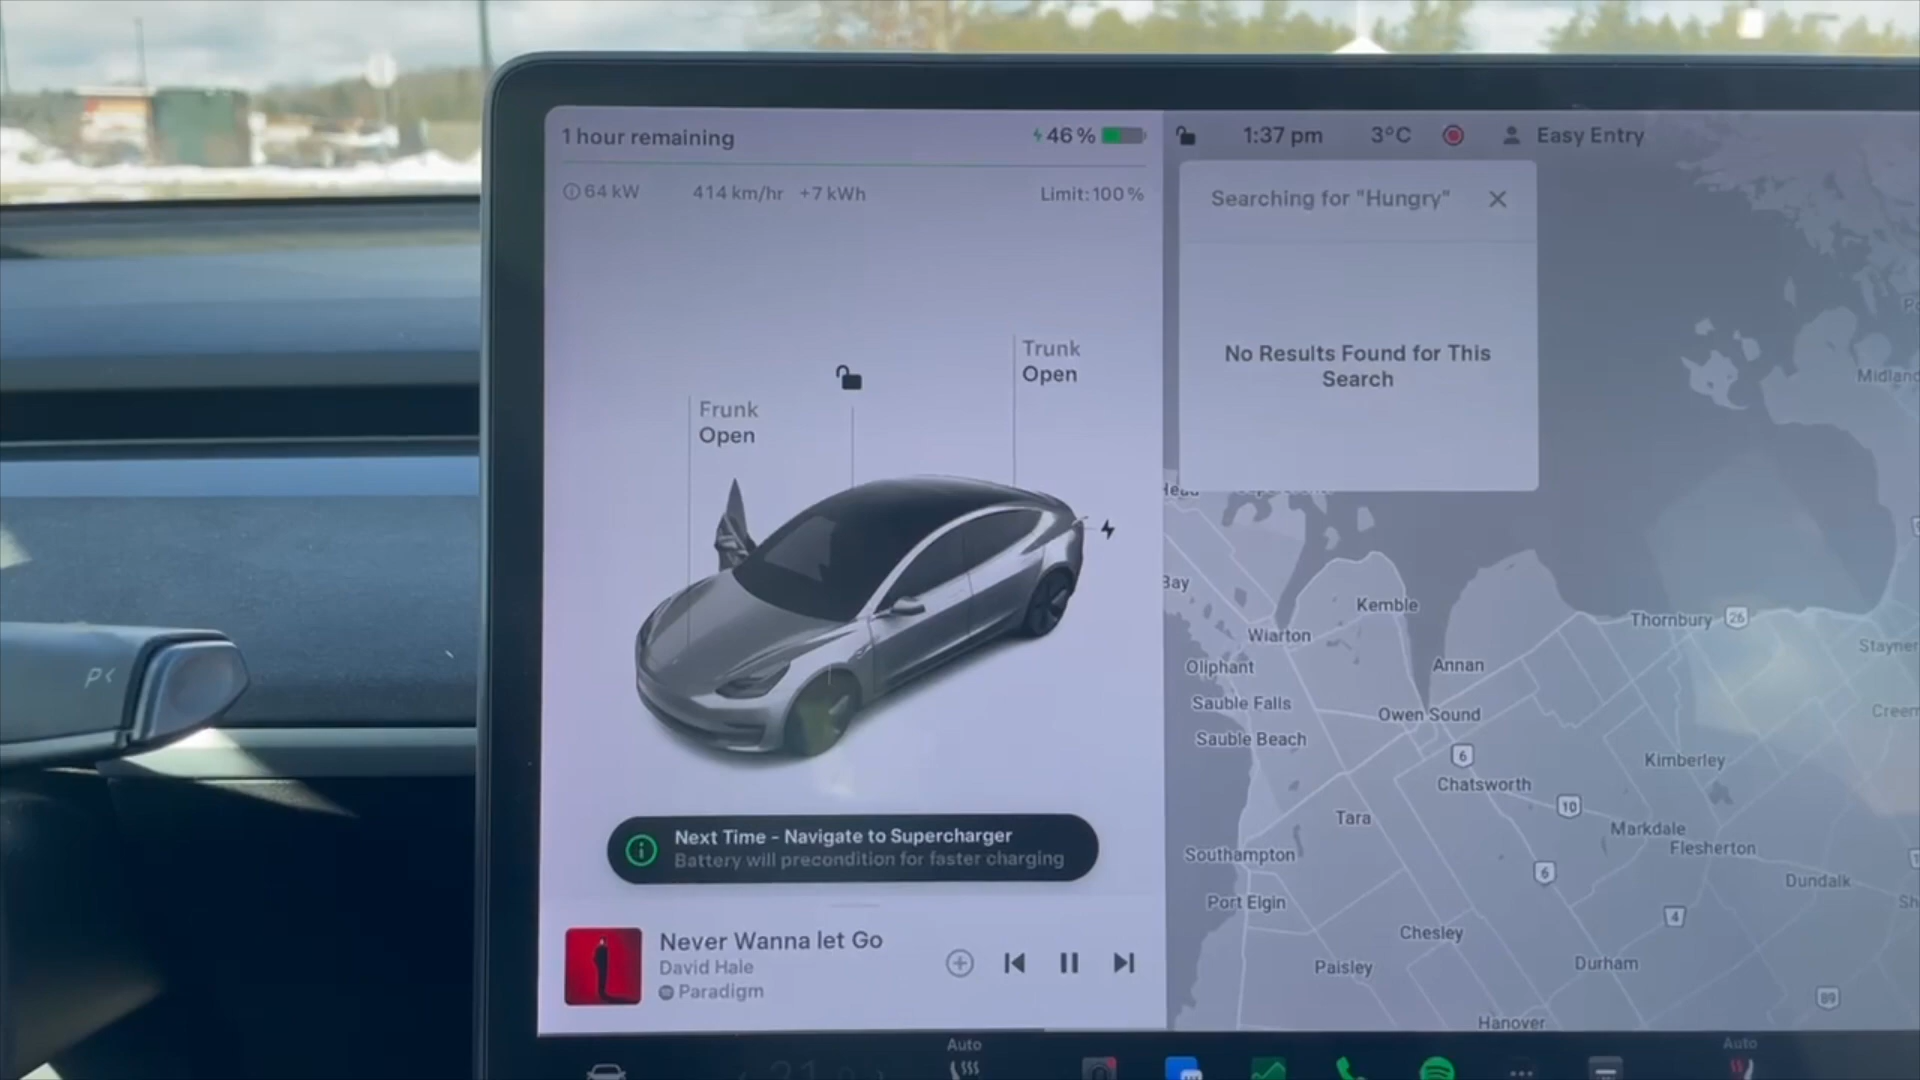 1 hour remaining
46 %
64 kW
414 km/hr
+7 kWh
Limit: 100 %
1:37 pm
3°C
Easy Entry
Searching for "Hungry"
No Results Found for This
Search
Trunk
Open
Frunk
Open
Next Time - Navigate to Supercharger
Battery will precondition for faster charging
Never Wanna let Go
David Hale
Paradigm
Midland
Bay
Kemble
Thornbury
26
Wiarton
Stayner
Oliphant
Annan
Sauble Falls
Owen Sound
Creem
Sauble Beach
6
Kimberley
Chatsworth
10
Tara
Markdale
Flesherton
Southampton
6
Dundalk
Port Elgin
4
Chesley
Paisley
Durham
89
Hanover
Auto
Auto
P